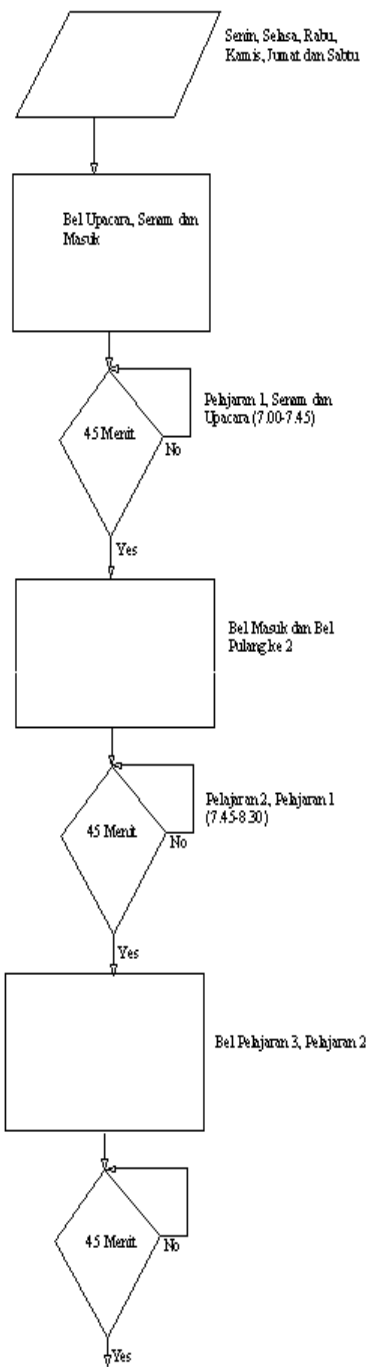 Senin, Selasa, Rabu,
Kamis, Jumat dan Sabtu
Bel Upacara, Senam dan
Masuk
Pelajaran 1, Senam dan
Upacara (7.00-7.45)
45 Menit
No
Yes
Bel Masuk dan Bel
Pulang ke 2
Pelajaran 2, Pelajaran 1
(7.45-8.30)
45 Menit
No
Yes
Bel Pelajaran 3, Pelajaran 2
45 Menit
No
Yes